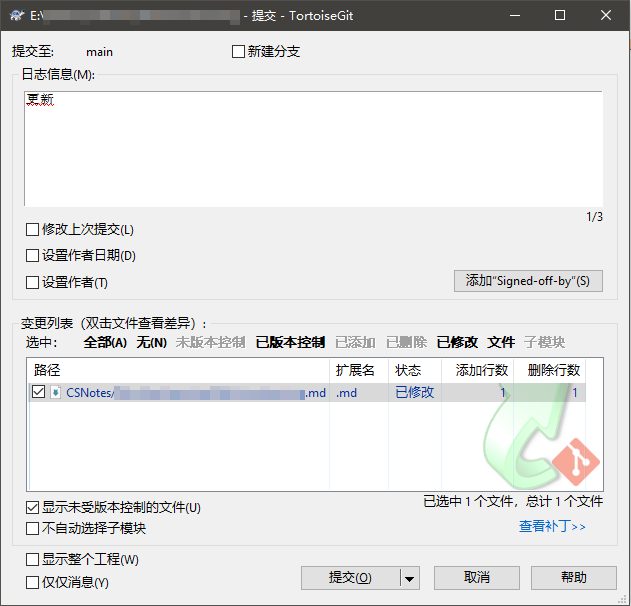 E:\ - 提交 - TortoiseGit
提交至: main 新建分支
日志信息(M):
更新
1/3
修改上次提交(L)
设置作者日期(D)
设置作者(T)
添加"Signed-off-by"(S)
变更列表（双击文件查看差异）:
选中: 全部(A) 无(N) 未版本控制 已版本控制 已添加 已删除 已修改 文件 子模块
路径 扩展名 状态 添加行数 删除行数
CSNotes/ .md .md 已修改 1 1
显示未受版本控制的文件(U)
已选中 1 个文件，总计 1 个文件
不自动选择子模块
查看补丁>>
显示整个工程(W)
仅仅消息(Y)
提交(O) 取消 帮助